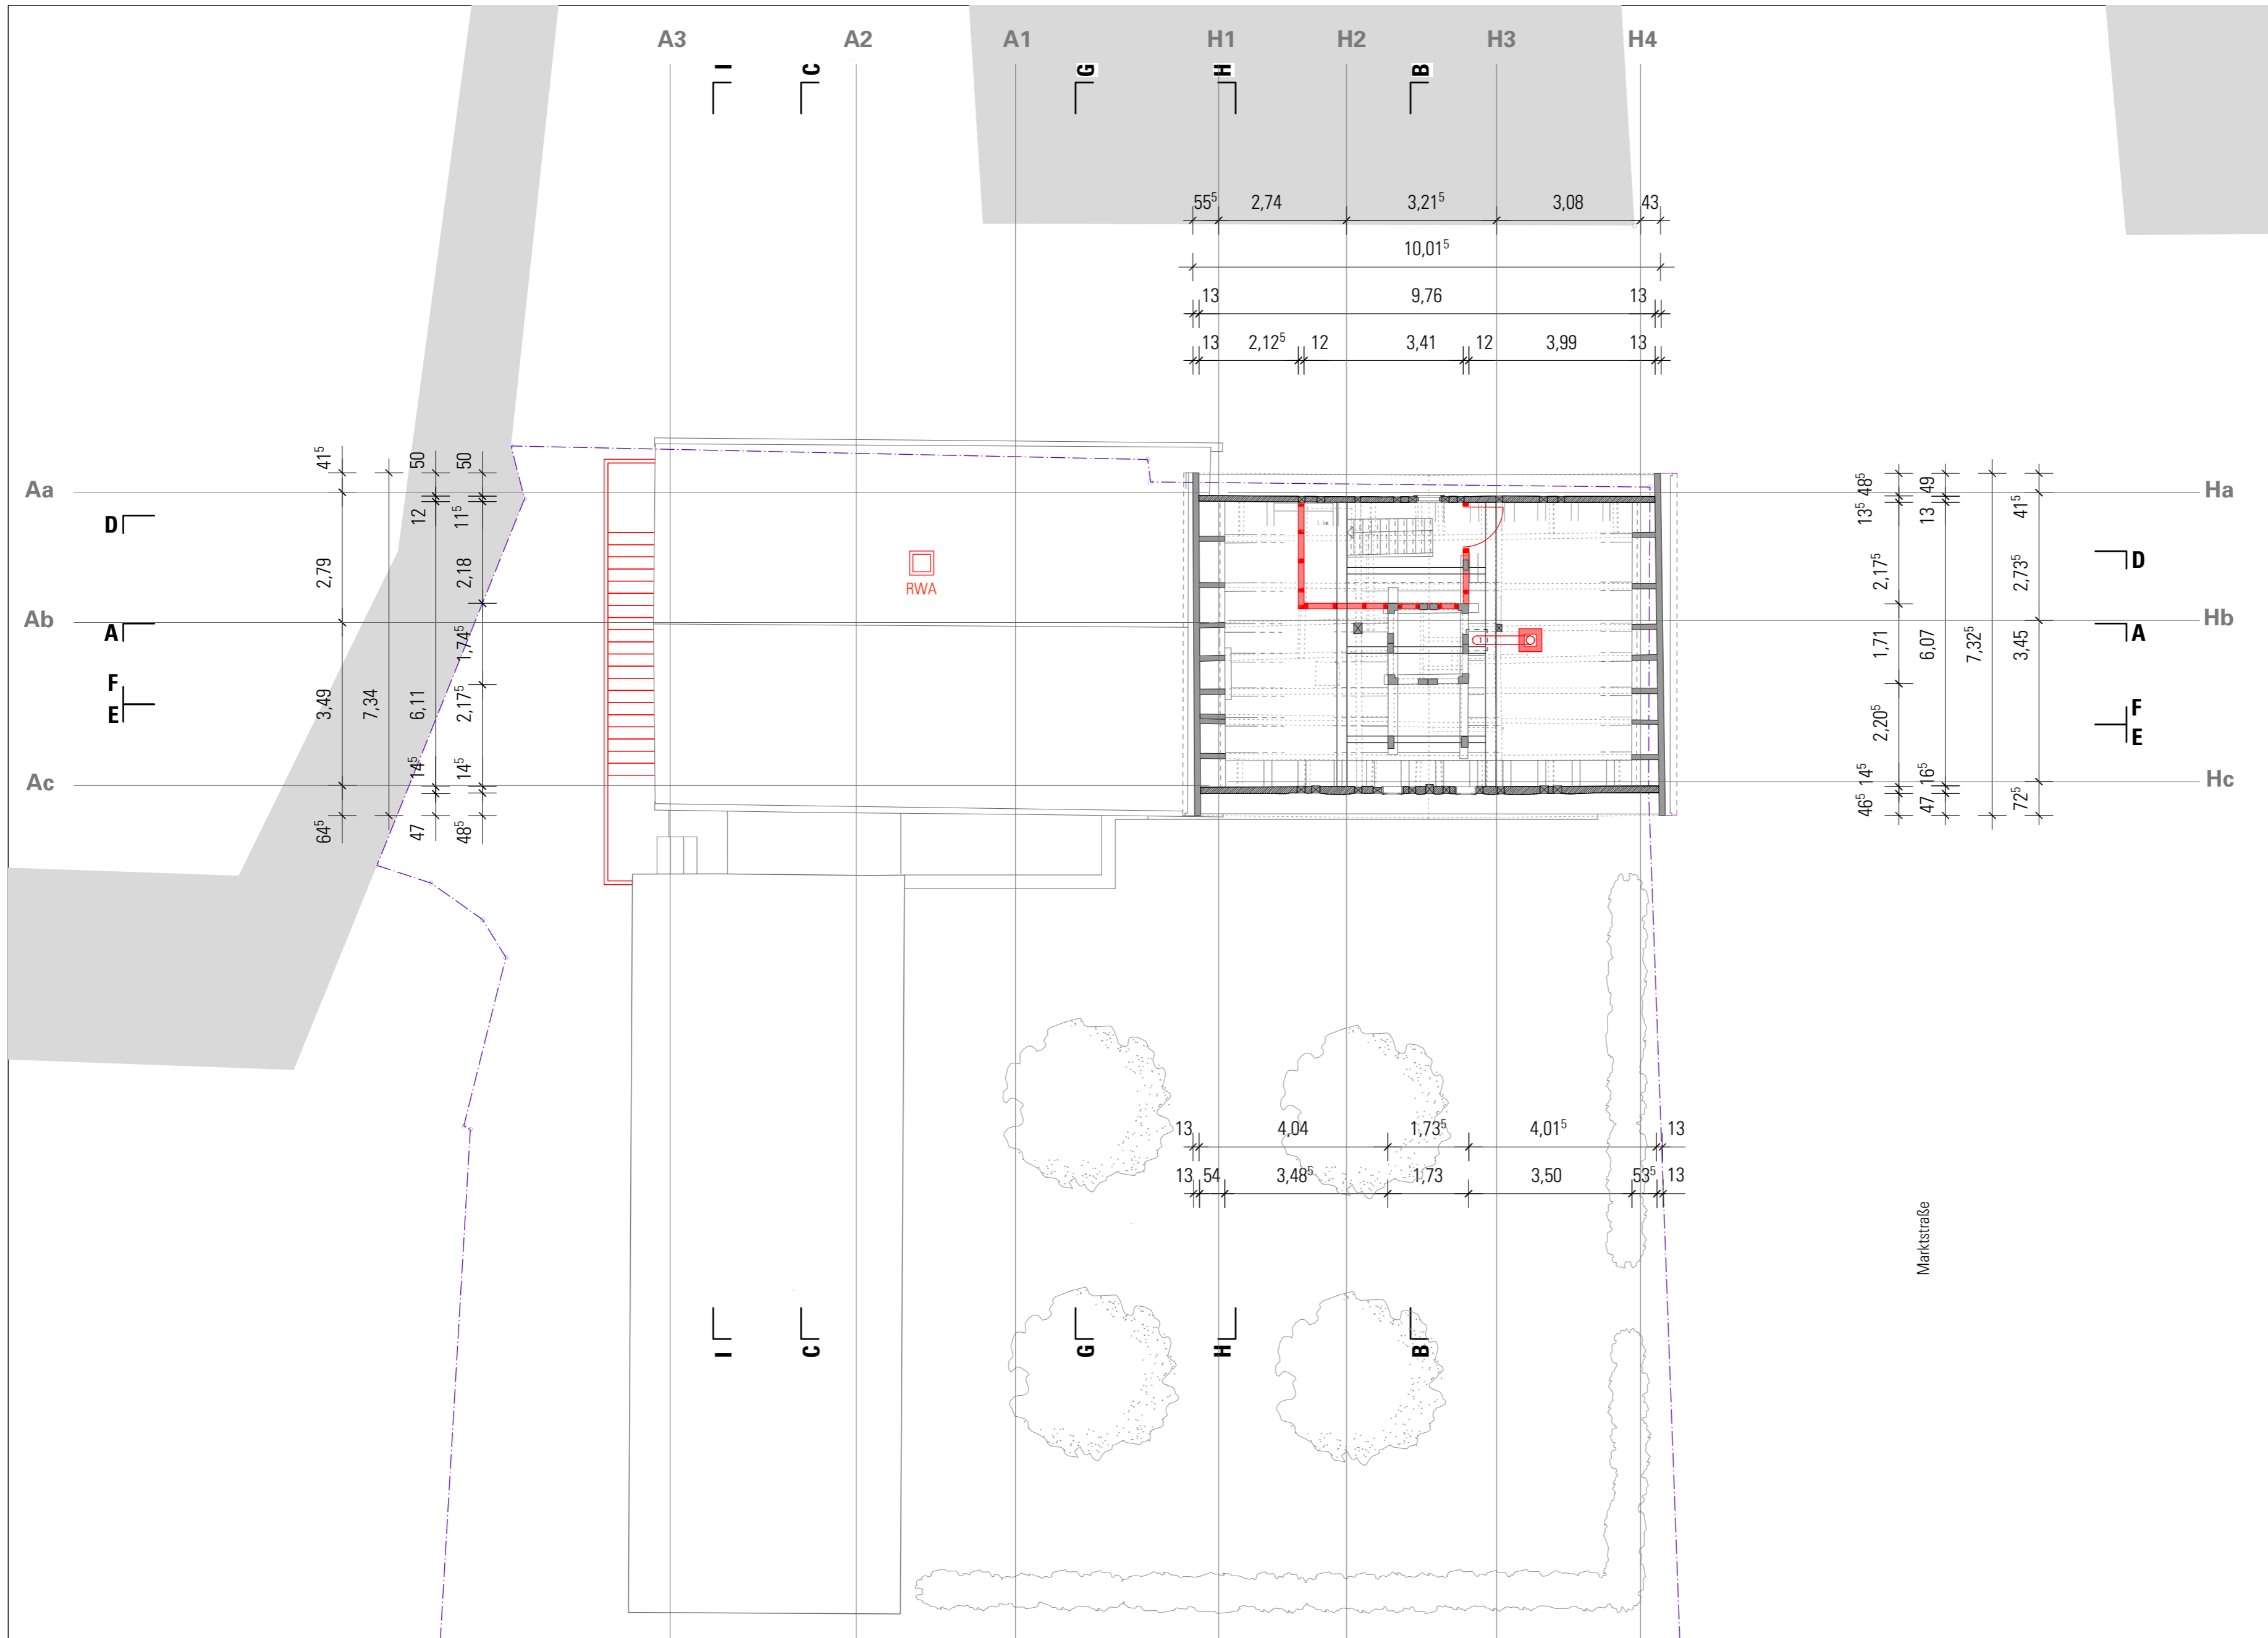 A3 A2 A1 H1 H2 H3 H4
I C G H B
55⁵ 2,74 3,21⁵ 3,08 43
10,01⁵
13 9,76 13
13 2,12⁵ 12 3,41 12 3,99 13
Aa
Ha
D
D
Ab
Hb
A
A
F
E
F
E
Ac
Hc
41⁵ 2,79 3,49 64⁵
7,34
50 12 6,11 14⁵ 47
50 11⁵ 2,18 1,74⁵ 2,17⁵ 14⁵ 48⁵
RWA
48⁵ 13⁵ 2,17⁵ 1,71 2,20⁵ 14⁵ 46⁵
49 13 6,07 16⁵ 47
7,32⁵
41⁵ 2,73⁵ 3,45 72⁵
13 4,04 1,73⁵ 4,01⁵ 13
13 54 3,48⁵ 1,73 3,50 53⁵ 13
Marktstraße
I C G H B